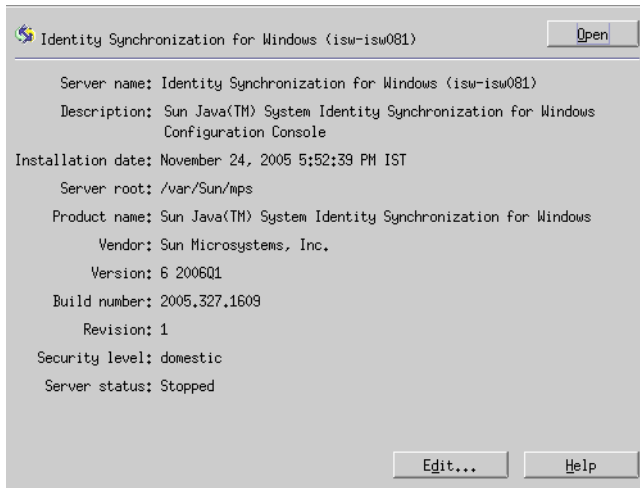 Identity Synchronization for Windows (isw-isw081)
Open
Server name: Identity Synchronization for Windows (isw-isw081)
Description: Sun Java(TM) System Identity Synchronization for Windows
Configuration Console
Installation date: November 24, 2005 5:52:39 PM IST
Server root: /var/Sun/mps
Product name: Sun Java(TM) System Identity Synchronization for Windows
Vendor: Sun Microsystems, Inc.
Version: 6 2006Q1
Build number: 2005.327.1609
Revision: 1
Security level: domestic
Server status: Stopped
Edit...
Help